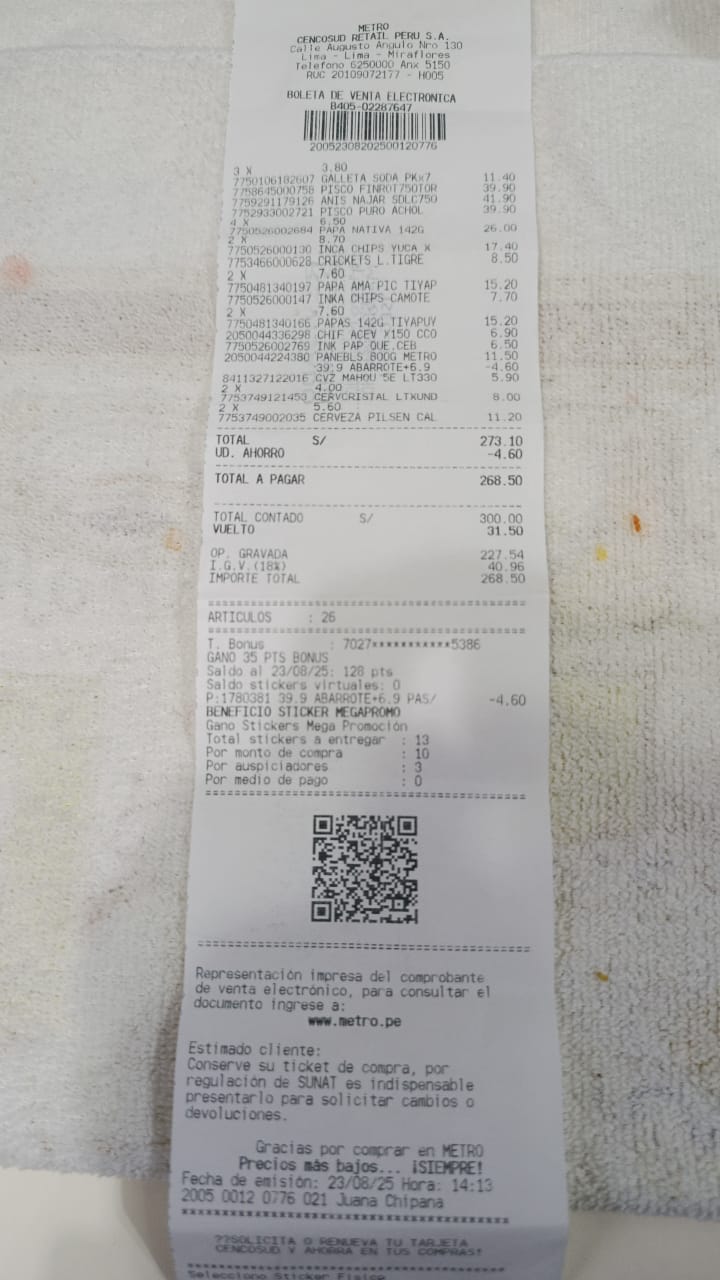 METRO
CENCOSUD RETAIL PERU S.A.
Calle Augusto Angulo Nro 130
Lima - Lima - Miraflores
Telefono 6250000 Anx 5150
RUC 20109072177 - H005
BOLETA DE VENTA ELECTRONICA
B405-02287647
20052308202500120776
3 X 3.80
7750106182607 GALLETA SODA PKx7 11.40
7758645000758 PISCO FINROT750TOR 39.90
7759291179126 ANIS NAJAR SDLC750 41.90
7752933002721 PISCO PURO ACHOL 39.90
4 X 6.50
7750526002684 PAPA NATIVA 142G 26.00
2 X 8.70
7750526000130 INCA CHIPS YUCA X 17.40
7753466000628 CRICKETS L.TIGRE 8.50
2 X 7.60
7750481340197 PAPA AMA PIC TIYAP 15.20
7750526000147 INKA CHIPS CAMOTE 7.70
2 X 7.60
7750481340166 PAPAS 142G TIYAPUY 15.20
2050044336298 CHIF ACEV X150 CCO 6.90
7750526002769 INK PAP QUE CEB 6.50
2050044224380 PANEBLS 800G METRO 11.50
39.9 ABARROTE+6.9 -4.60
8411327122016 CVZ MAHOU 5E LT330 5.90
2 X 4.00
7753749121453 CERVCRISTAL LTXUND 8.00
2 X 5.60
7753749002035 CERVEZA PILSEN CAL 11.20
TOTAL S/ 273.10
UD. AHORRO -4.60
TOTAL A PAGAR 268.50
TOTAL CONTADO S/ 300.00
VUELTO 31.50
OP. GRAVADA 227.54
I.G.V.(18%) 40.96
IMPORTE TOTAL 268.50
ARTICULOS : 26
T. Bonus : 7027***********5386
GANO 35 PTS BONUS
Saldo al 23/08/25: 128 pts
Saldo stickers virtuales: 0
P:1780381 39.9 ABARROTE+6.9 PAS/ -4.60
BENEFICIO STICKER MEGAPROMO
Gano Stickers Mega Promoción
Total stickers a entregar : 13
Por monto de compra : 10
Por auspiciadores : 3
Por medio de pago : 0
Representación impresa del comprobante
de venta electrónico, para consultar el
documento ingrese a:
www.metro.pe
Estimado cliente:
Conserve su ticket de compra, por
regulación de SUNAT es indispensable
presentarlo para solicitar cambios o
devoluciones.
Gracias por comprar en METRO
Precios más bajos... ¡SIEMPRE!
Fecha de emisión: 23/08/25 Hora: 14:13
2005 0012 0776 021 Juana Chipana
??SOLICITA O RENUEVA TU TARJETA
CENCOSUD Y AHORRA EN TUS COMPRAS!
Selecciono Sticker Fisico